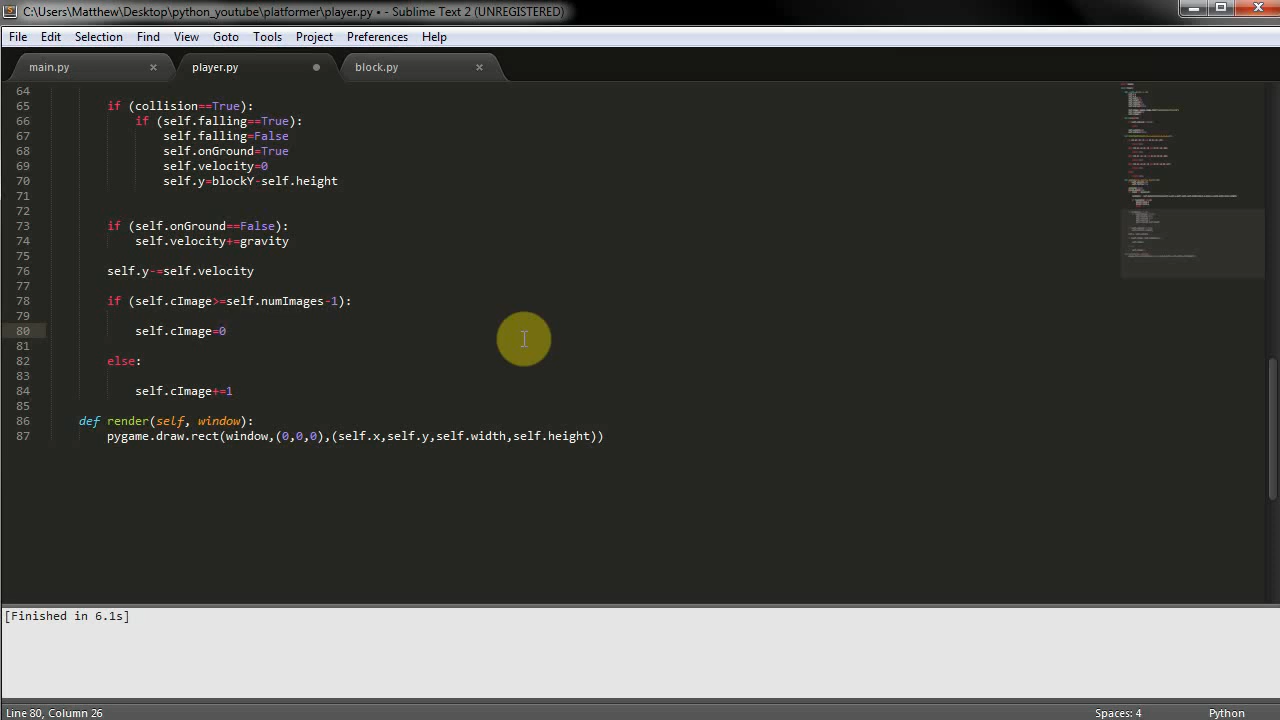 C:\Users\Matthew\Desktop\python_youtube\platformer\player.py • - Sublime Text 2 (UNREGISTERED)
File Edit Selection Find View Goto Tools Project Preferences Help
main.py × player.py block.py ×
64
65 if (collision==True):
66 if (self.falling==True):
67 self.falling=False
68 self.onGround=True
69 self.velocity=0
70 self.y=blockY-self.height
71
72
73 if (self.onGround==False):
74 self.velocity+=gravity
75
76 self.y-=self.velocity
77
78 if (self.cImage>=self.numImages-1):
79
80 self.cImage=0
81
82 else:
83
84 self.cImage+=1
85
86 def render(self, window):
87 pygame.draw.rect(window,(0,0,0),(self.x,self.y,self.width,self.height))
[Finished in 6.1s]
Line 80, Column 26 Spaces: 4 Python